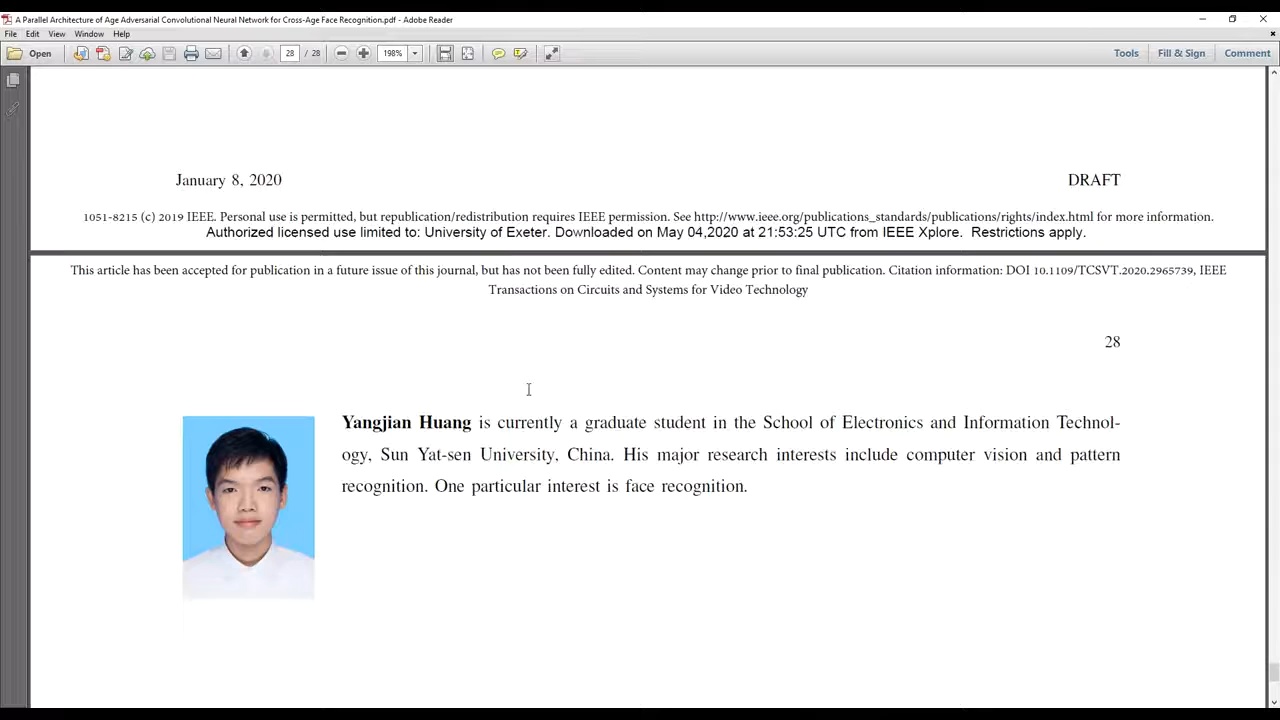 A Parallel Architecture of Age Adversarial Convolutional Neural Network for Cross-Age Face Recognition.pdf - Adobe Reader
File Edit View Window Help
Open 28 / 28 198% Tools Fill & Sign Comment
January 8, 2020 DRAFT
1051-8215 (c) 2019 IEEE. Personal use is permitted, but republication/redistribution requires IEEE permission. See http://www.ieee.org/publications_standards/publications/rights/index.html for more information.
Authorized licensed use limited to: University of Exeter. Downloaded on May 04,2020 at 21:53:25 UTC from IEEE Xplore. Restrictions apply.
This article has been accepted for publication in a future issue of this journal, but has not been fully edited. Content may change prior to final publication. Citation information: DOI 10.1109/TCSVT.2020.2965739, IEEE
Transactions on Circuits and Systems for Video Technology
28
Yangjian Huang is currently a graduate student in the School of Electronics and Information Technol-
ogy, Sun Yat-sen University, China. His major research interests include computer vision and pattern
recognition. One particular interest is face recognition.